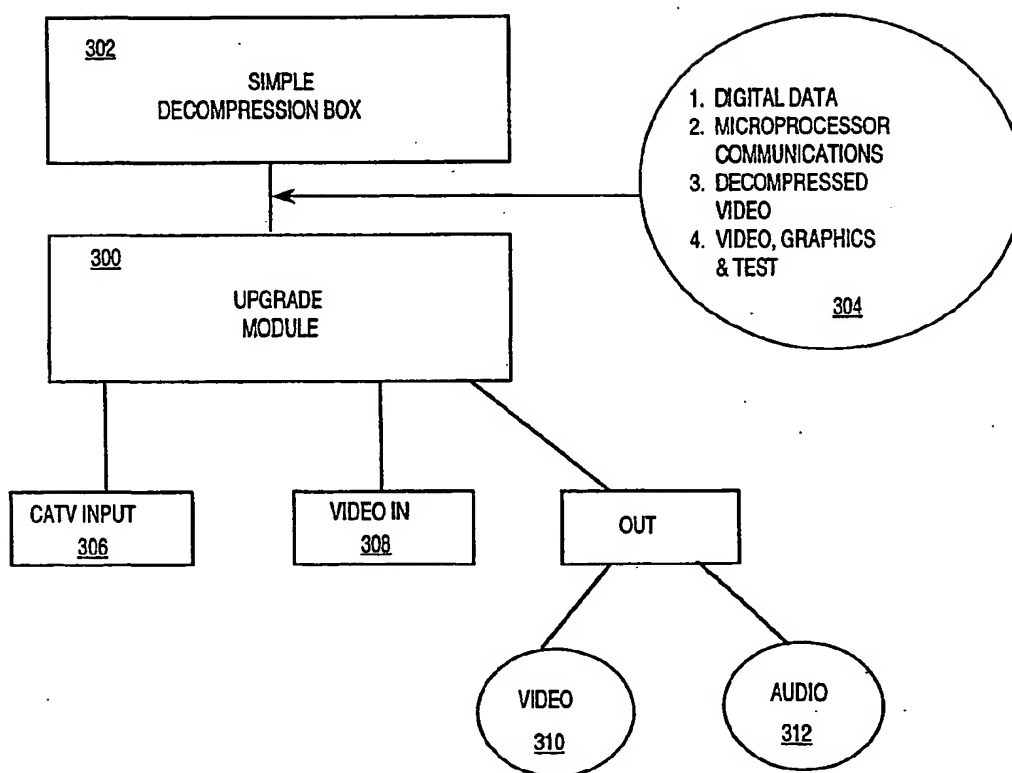 302
SIMPLE
DECOMPRESSION BOX
1. DIGITAL DATA
2. MICROPROCESSOR
COMMUNICATIONS
3. DECOMPRESSED
VIDEO
4. VIDEO, GRAPHICS
& TEST
304
300
UPGRADE
MODULE
CATV INPUT
306
VIDEO IN
308
OUT
VIDEO
310
AUDIO
312